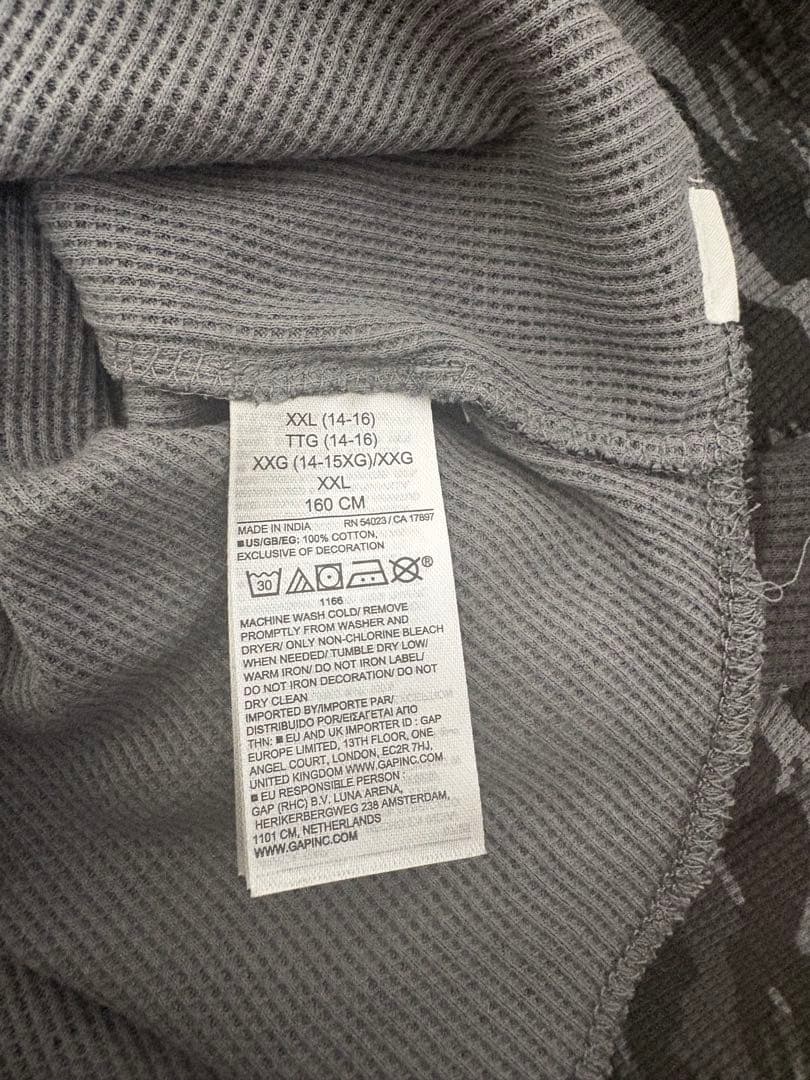 XXL (14-16)
TTG (14-16)
XXG (14-15XG)/XXG
XXL
160 CM
MADE IN INDIA RN 54023 / CA 17897
■US/GB/EG: 100% COTTON,
EXCLUSIVE OF DECORATION
30 ®
1166
MACHINE WASH COLD/ REMOVE
PROMPTLY FROM WASHER AND
DRYER/ ONLY NON-CHLORINE BLEACH
WHEN NEEDED/ TUMBLE DRY LOW/
WARM IRON/ DO NOT IRON LABEL/
DO NOT IRON DECORATION/ DO NOT
DRY CLEAN
IMPORTED BY/IMPORTE PAR/
DISTRIBUIDO POR/ΕΙΣΑΓΕΤΑΙ ΑΠΟ
ΤΗΝ: ■ EU AND UK IMPORTER ID : GAP
EUROPE LIMITED, 13TH FLOOR, ONE
ANGEL COURT, LONDON, EC2R 7HJ,
UNITED KINGDOM WWW.GAPINC.COM
■ EU RESPONSIBLE PERSON :
GAP (RHC) B.V. LUNA ARENA,
HERIKERBERGWEG 238 AMSTERDAM,
1101 CM, NETHERLANDS
WWW.GAPINC.COM